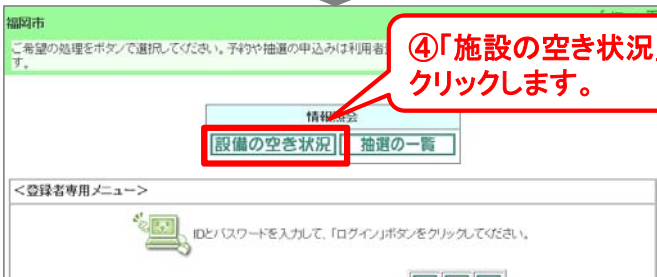 福岡市
ご希望の処理をボタンで選択してください。予約や抽選の申込みは利用者
す。
④「施設の空き状況」
クリックします。
情報照会
設備の空き状況
抽選の一覧
<登録者専用メニュー>
IDとパスワードを入力して、「ログイン」ボタンをクリックしてください。